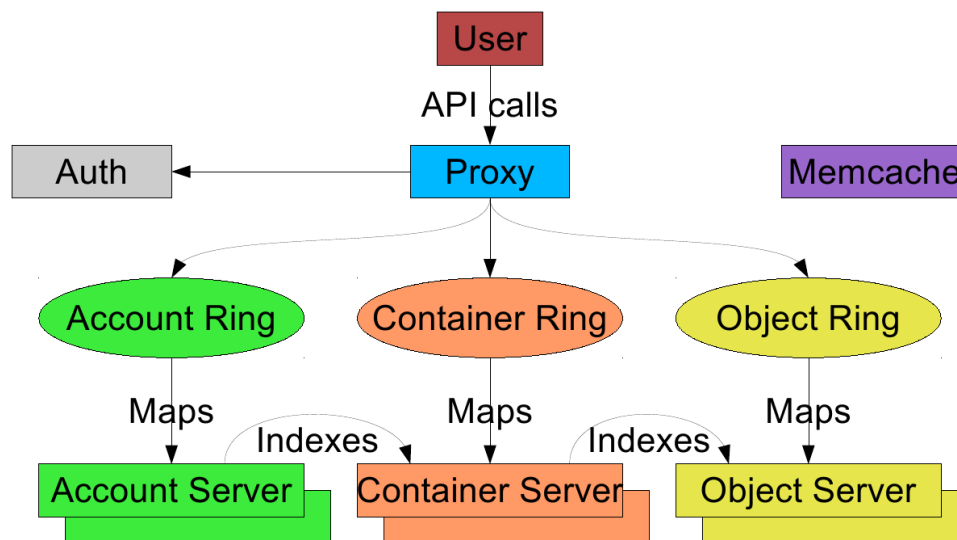 User
API calls
Auth
Proxy
Memcache
Account Ring
Container Ring
Object Ring
Maps
Maps
Maps
Indexes
Indexes
Account Server
Container Server
Object Server